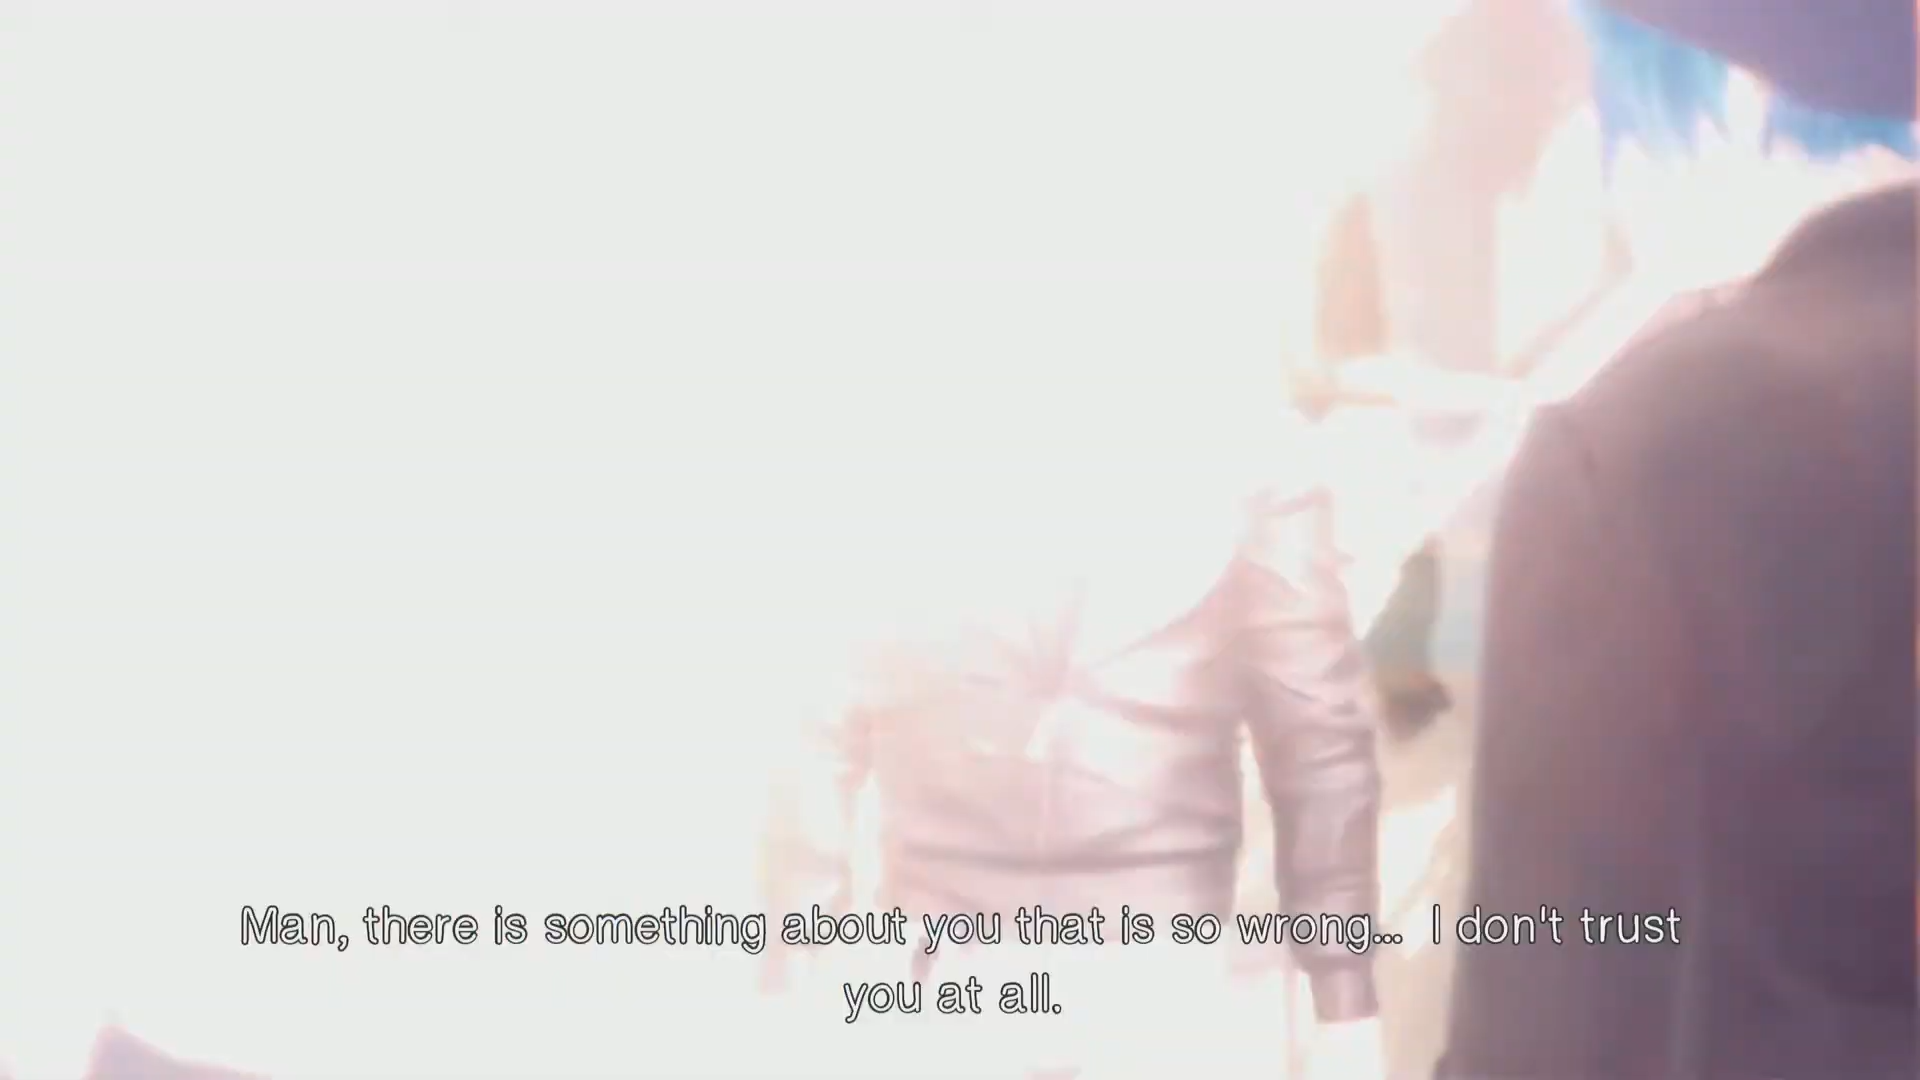 Man, there is something about you that is so wrong... I don't trust
you at all.